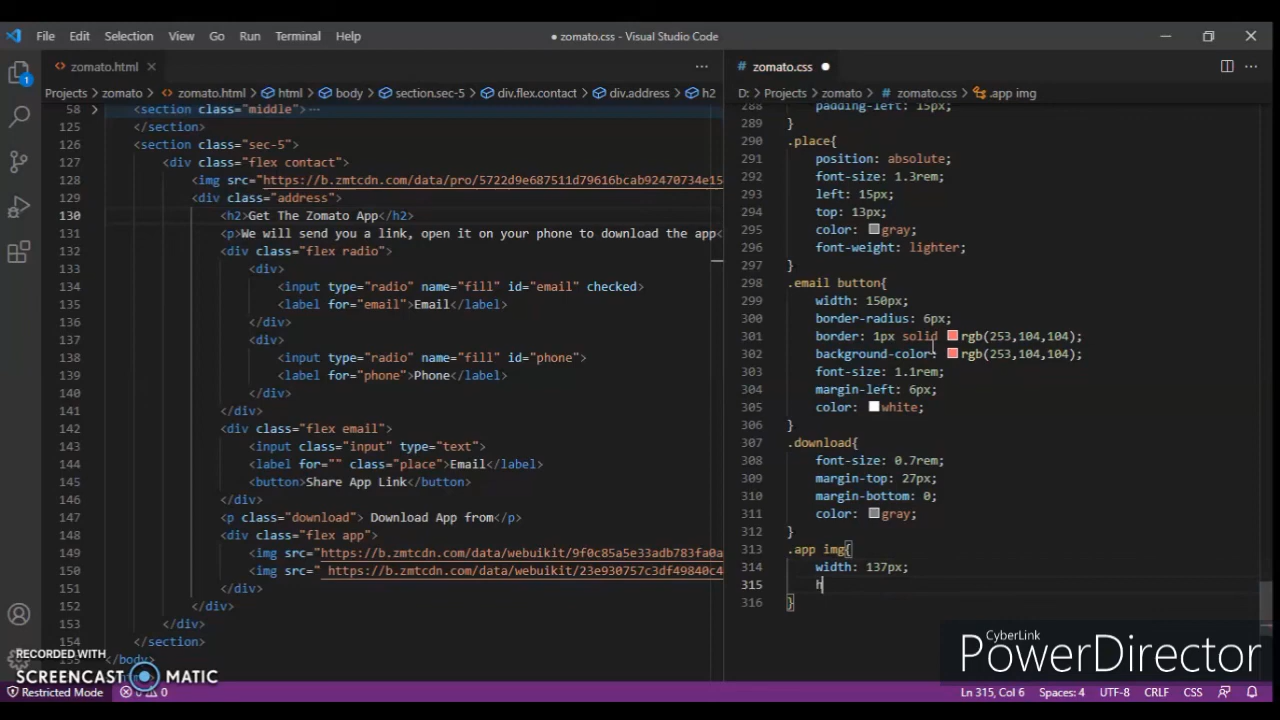 File Edit Selection View Go Run Terminal Help ● zomato.css - Visual Studio Code
zomato.html
Projects > zomato > zomato.html > html > body > section.sec-5 > div.flex.contact > div.address > h2
58 <section class="middle">
125 </section>
126 <section class="sec-5">
127 <div class="flex contact">
128 <img src="https://b.zmtcdn.com/data/pro/5722d9e687511d79616bcab92470734e15
129 <div class="address">
130 <h2>Get The Zomato App</h2>
131 <p>We will send you a link, open it on your phone to download the app<
132 <div class="flex radio">
133 <div>
134 <input type="radio" name="fill" id="email" checked>
135 <label for="email">Email</label>
136 </div>
137 <div>
138 <input type="radio" name="fill" id="phone">
139 <label for="phone">Phone</label>
140 </div>
141 </div>
142 <div class="flex email">
143 <input class="input" type="text">
144 <label for="" class="place">Email</label>
145 <button>Share App Link</button>
146 </div>
147 <p class="download"> Download App from</p>
148 <div class="flex app">
149 <img src="https://b.zmtcdn.com/data/webuikit/9f0c85a5e33adb783fa0a
150 <img src=" https://b.zmtcdn.com/data/webuikit/23e930757c3df49840c4
151 </div>
152 </div>
153 </div>
154 </section>
</body>
# zomato.css
D: > Projects > zomato > # zomato.css > .app img
288 padding-left: 15px;
289 }
290 .place{
291 position: absolute;
292 font-size: 1.3rem;
293 left: 15px;
294 top: 13px;
295 color: gray;
296 font-weight: lighter;
297 }
298 .email button{
299 width: 150px;
300 border-radius: 6px;
301 border: 1px solid rgb(253,104,104);
302 background-color: rgb(253,104,104);
303 font-size: 1.1rem;
304 margin-left: 6px;
305 color: white;
306 }
307 .download{
308 font-size: 0.7rem;
309 margin-top: 27px;
310 margin-bottom: 0;
311 color: gray;
312 }
313 .app img{
314 width: 137px;
315 h
316 }
1
CyberLink
PowerDirector
RECORDED WITH
SCREENCAST MATIC
Restricted Mode 0 0 Ln 315, Col 6 Spaces: 4 UTF-8 CRLF CSS